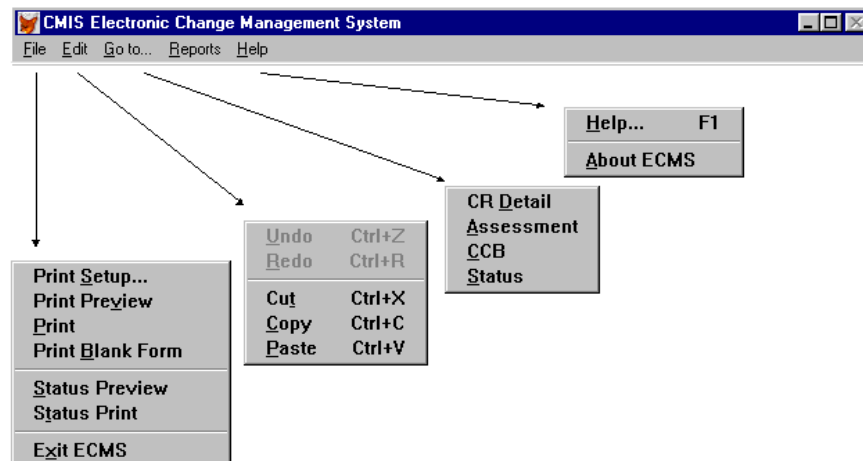 CMIS Electronic Change Management System
File Edit Go to... Reports Help
Help... F1
About ECMS
CR Detail
Assessment
CCB
Status
Undo Ctrl+Z
Redo Ctrl+R
Cut Ctrl+X
Copy Ctrl+C
Paste Ctrl+V
Print Setup...
Print Preview
Print
Print Blank Form
Status Preview
Status Print
Exit ECMS